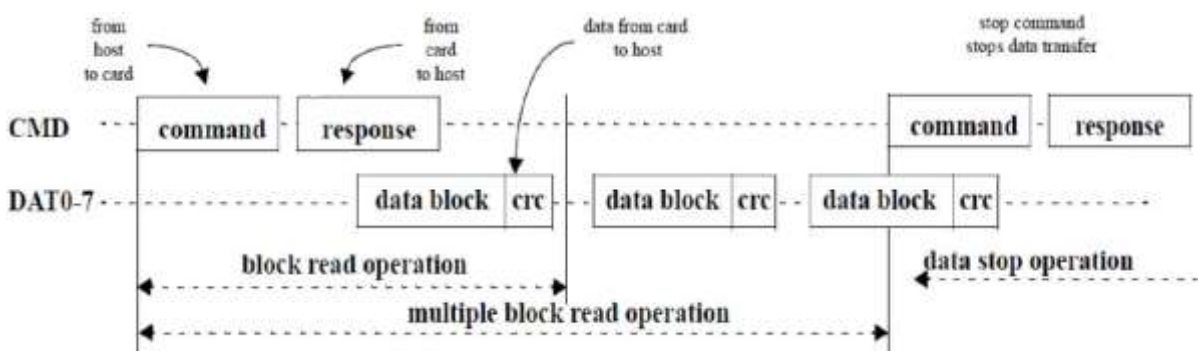 from
host
to card
from
card
to host
data from card
to host
stop command
stops data transfer
CMD
command
response
command
response
DAT0-7
data block
crc
data block
crc
data block
crc
block read operation
data stop operation
multiple block read operation